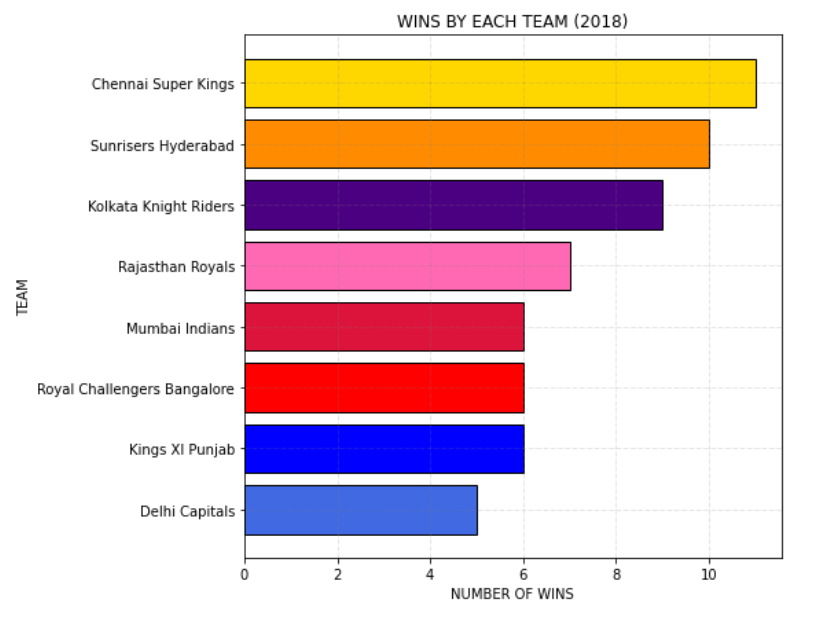 WINS BY EACH TEAM (2018)
Chennai Super Kings
Sunrisers Hyderabad
Kolkata Knight Riders
Rajasthan Royals
Mumbai Indians
Royal Challengers Bangalore
Kings XI Punjab
Delhi Capitals
TEAM
0 2 4 6 8 10
NUMBER OF WINS